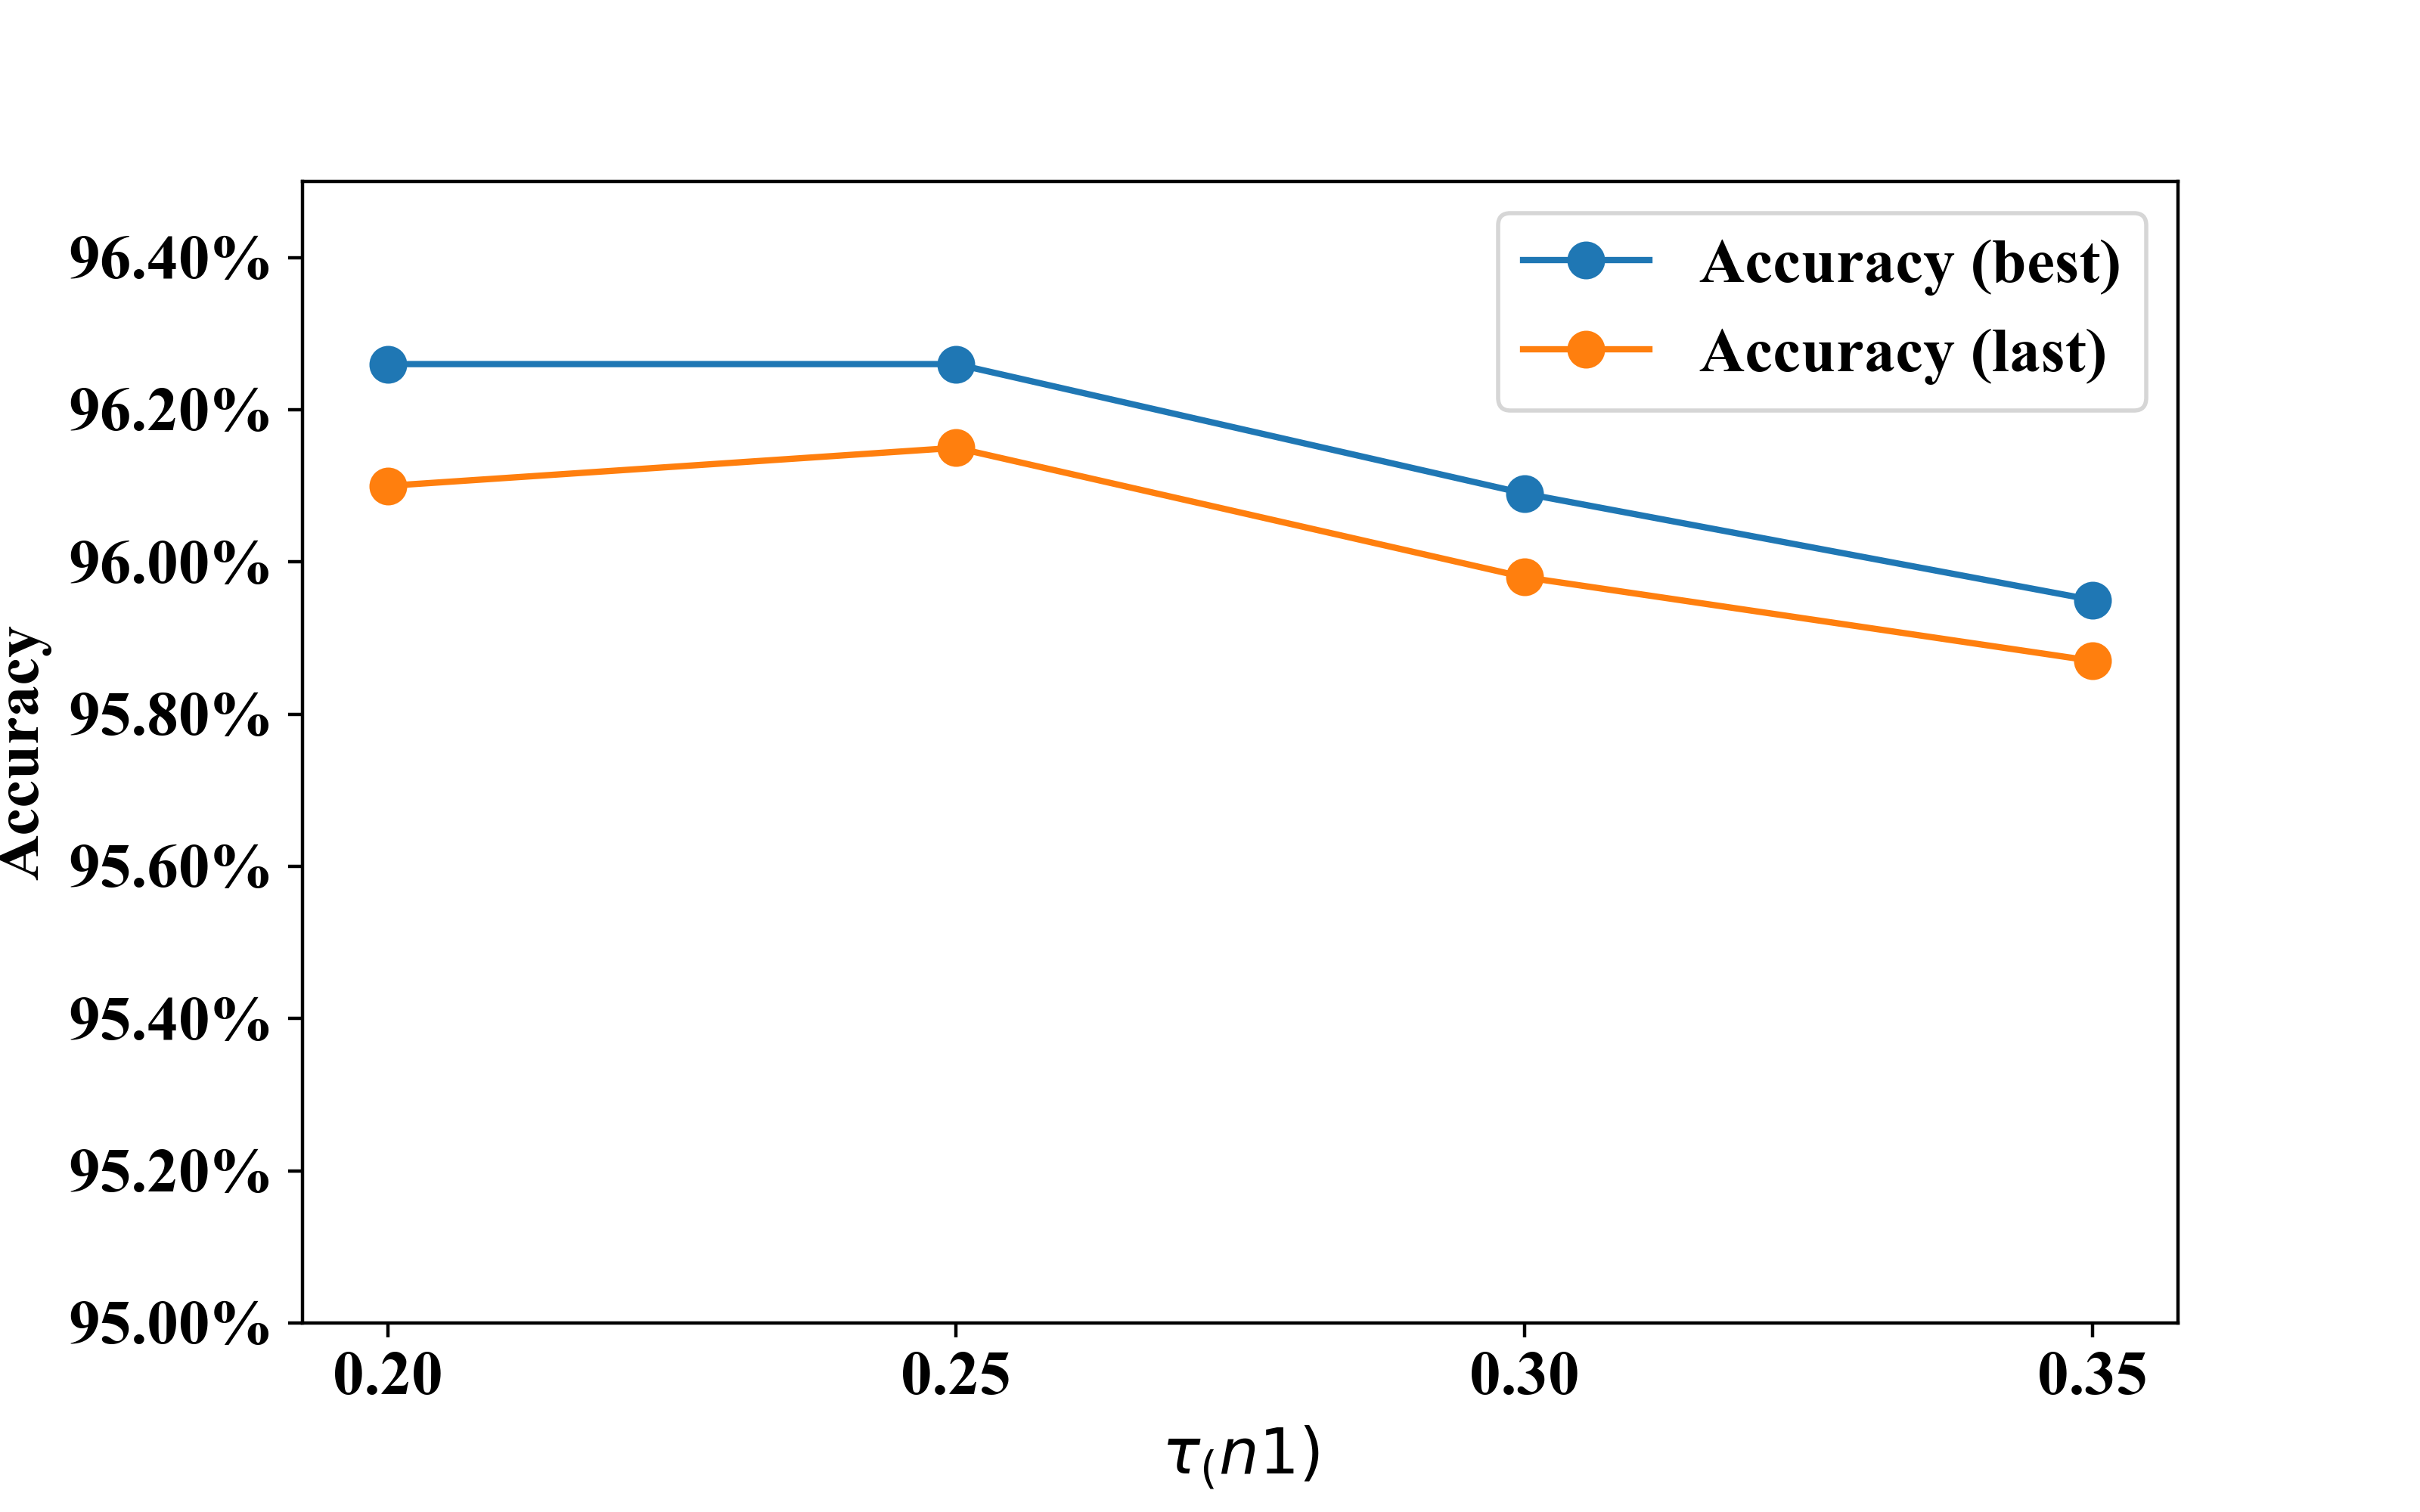 Accuracy (best)
Accuracy (last)
96.40%
96.20%
96.00%
95.80%
95.60%
95.40%
95.20%
95.00%
Accuracy
0.20 0.25 0.30 0.35
τ(n1)